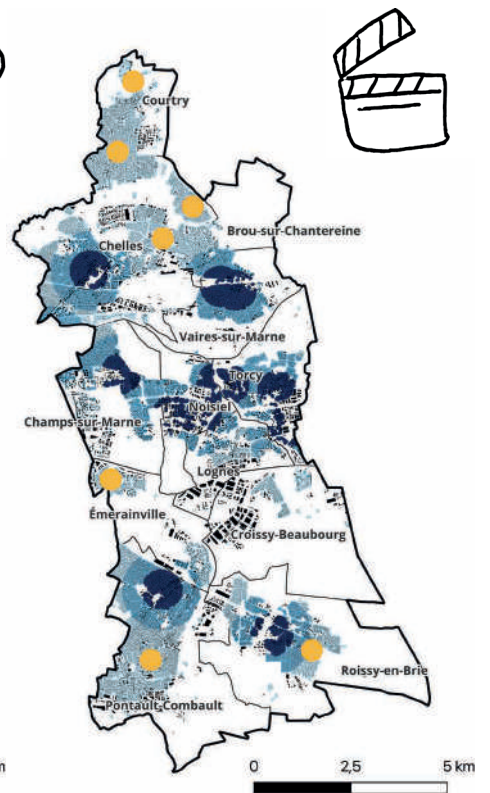 Courtry
Brou-sur-Chantereine
Chelles
Vaires-sur-Marne
Torcy
Noisiel
Champs-sur-Marne
Lognes
Émerainville
Croissy-Beaubourg
Roissy-en-Brie
Pontault-Combault
m
0 2,5 5 km